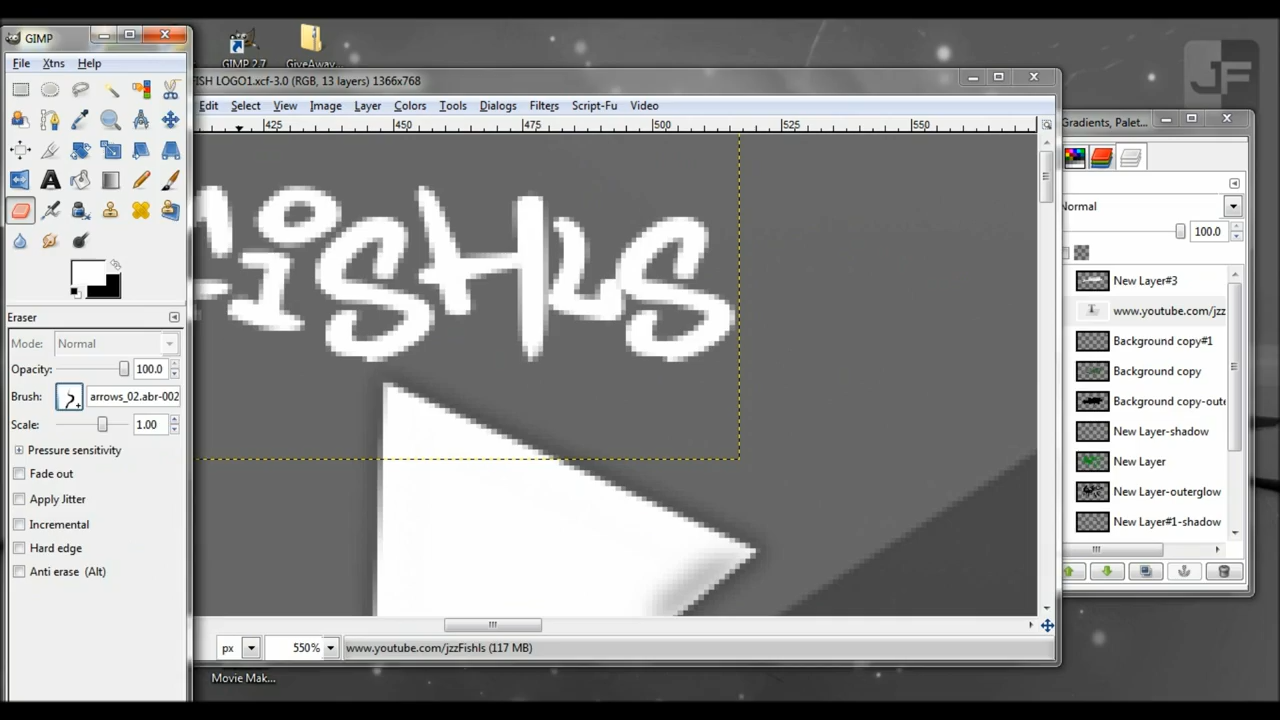 GIMP
File Xtns Help
Eraser
Mode: Normal
Opacity: 100.0
Brush: arrows_02.abr-002
Scale: 1.00
Pressure sensitivity
Fade out
Apply Jitter
Incremental
Hard edge
Anti erase (Alt)
GIMP 2.7
GiveAway...
FISH LOGO1.xcf-3.0 (RGB, 13 layers) 1366x768
Edit Select View Image Layer Colors Tools Dialogs Filters Script-Fu Video
425 450 475 500 525 550
px 550% www.youtube.com/jzzFishls (117 MB)
Movie Mak...
JF
Gradients, Palet...
Normal
100.0
New Layer#3
www.youtube.com/jzz
Background copy#1
Background copy
Background copy-oute
New Layer-shadow
New Layer
New Layer-outerglow
New Layer#1-shadow